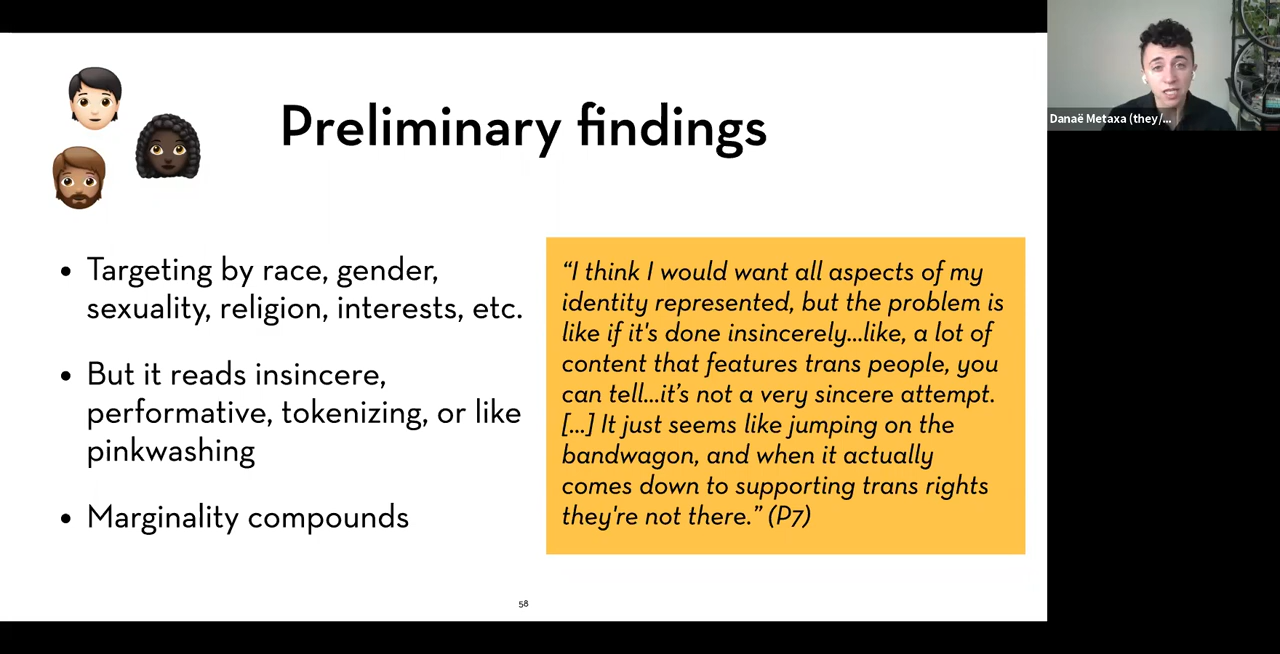 Preliminary findings
• Targeting by race, gender,
sexuality, religion, interests, etc.
• But it reads insincere,
performative, tokenizing, or like
pinkwashing
• Marginality compounds
“I think I would want all aspects of my
identity represented, but the problem is
like if it's done insincerely...like, a lot of
content that features trans people, you
can tell...it’s not a very sincere attempt.
[...] It just seems like jumping on the
bandwagon, and when it actually
comes down to supporting trans rights
they're not there.” (P7)
58
Danaë Metaxa (they/...